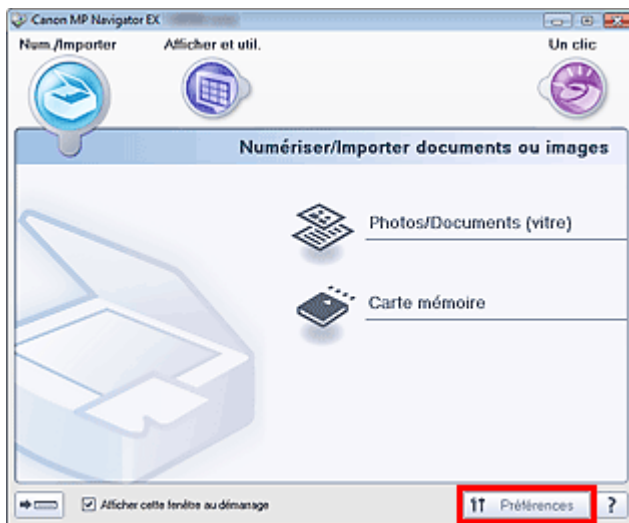 Canon MP Navigator EX
Num./Importer
Afficher et util.
Un clic
Numériser/Importer documents ou images
Photos/Documents (vitre)
Carte mémoire
Afficher cette fenêtre au démarrage
Préférences
?